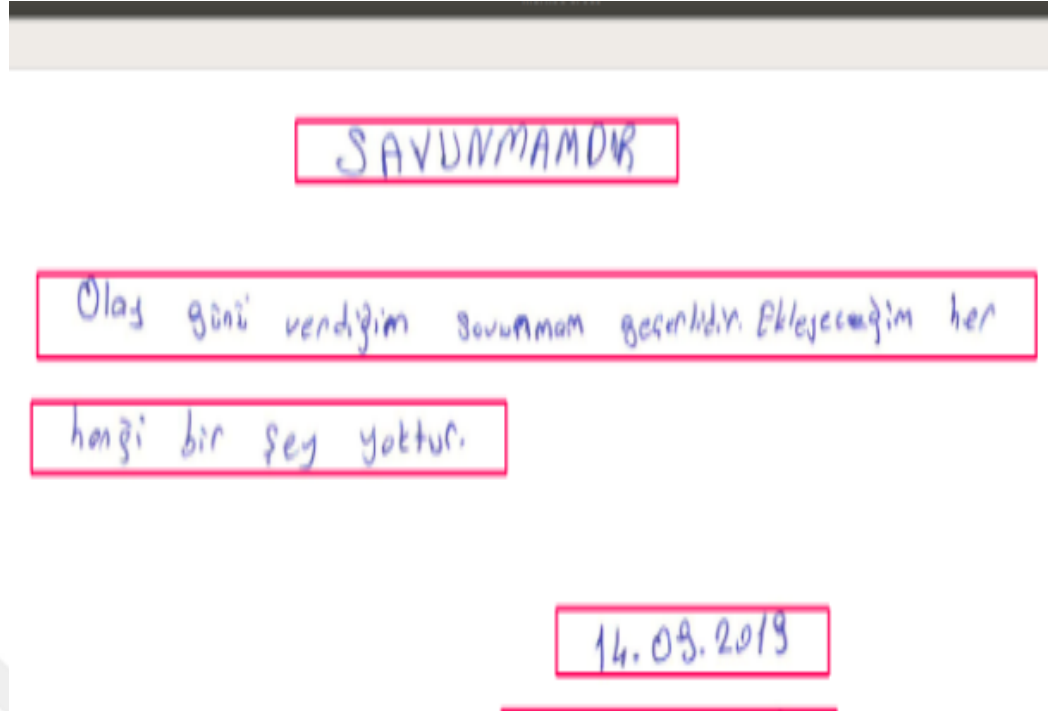 SAVUNMAMDIR
Olay günü verdiğim savunmam geçerlidir. Ekleyeceğim her
hangi bir şey yoktur.
14.09.2019